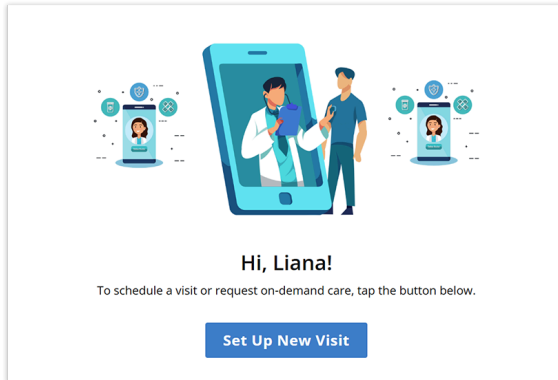 Hi, Liana!
To schedule a visit or request on-demand care, tap the button below.
Set Up New Visit